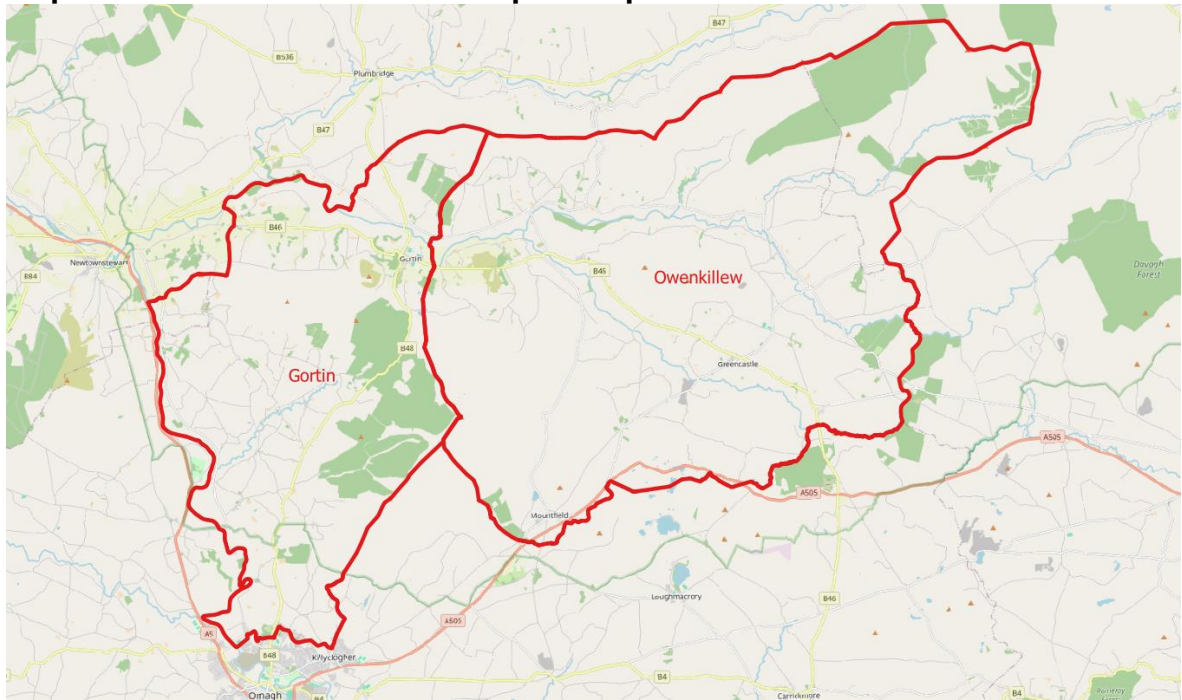 B47
B536
Plumbridge
B47
B46
Newtownstewart
B84
Gortin
B46
Owenkillew
Davagh
Forest
B48
Greencastle
Gortin
A505
A505
Mountfield
Loughmacrory
B46
A505
A5
B48
Killyclogher
B4
B4
Omagh
Carrickmore